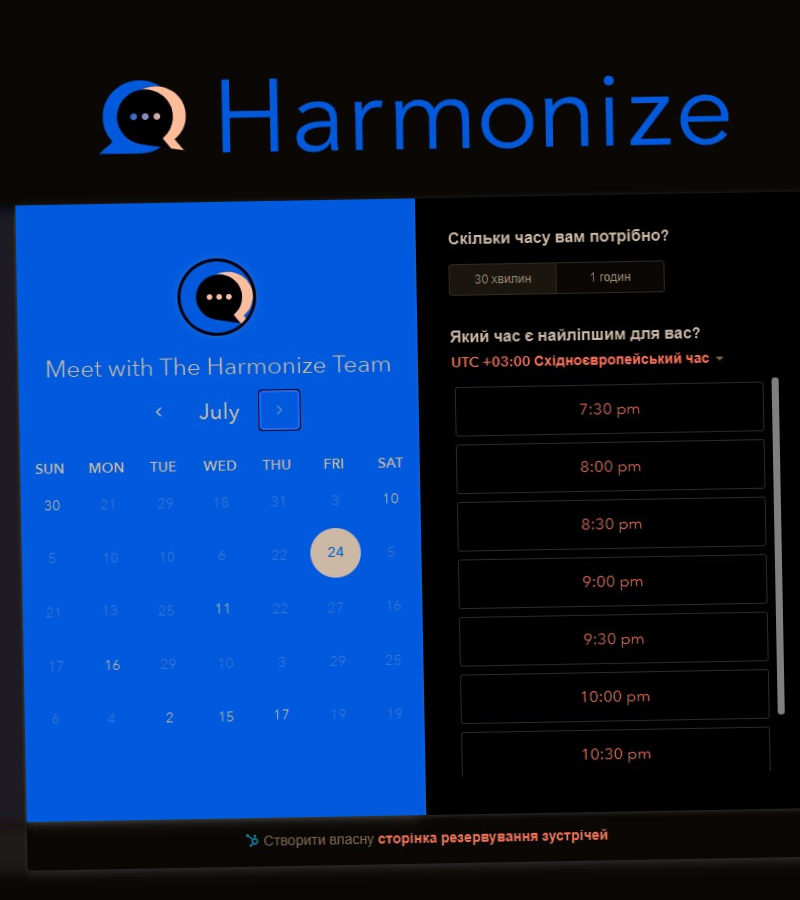 Harmonize
Meet with The Harmonize Team
July
SUN MON TUE WED THU FRI SAT
30 21 29 18 31 3 10
5 10 10 6 22 24 5
21 13 25 11 22 27 16
17 16 29 10 3 29 25
6 4 2 15 17 19 19
Скільки часу вам потрібно?
30 хвилин 1 годин
Який час є найліпшим для вас?
UTC +03:00 Східноєвропейський час
7:30 pm
8:00 pm
8:30 pm
9:00 pm
9:30 pm
10:00 pm
10:30 pm
Створити власну сторінка резервування зустрічей